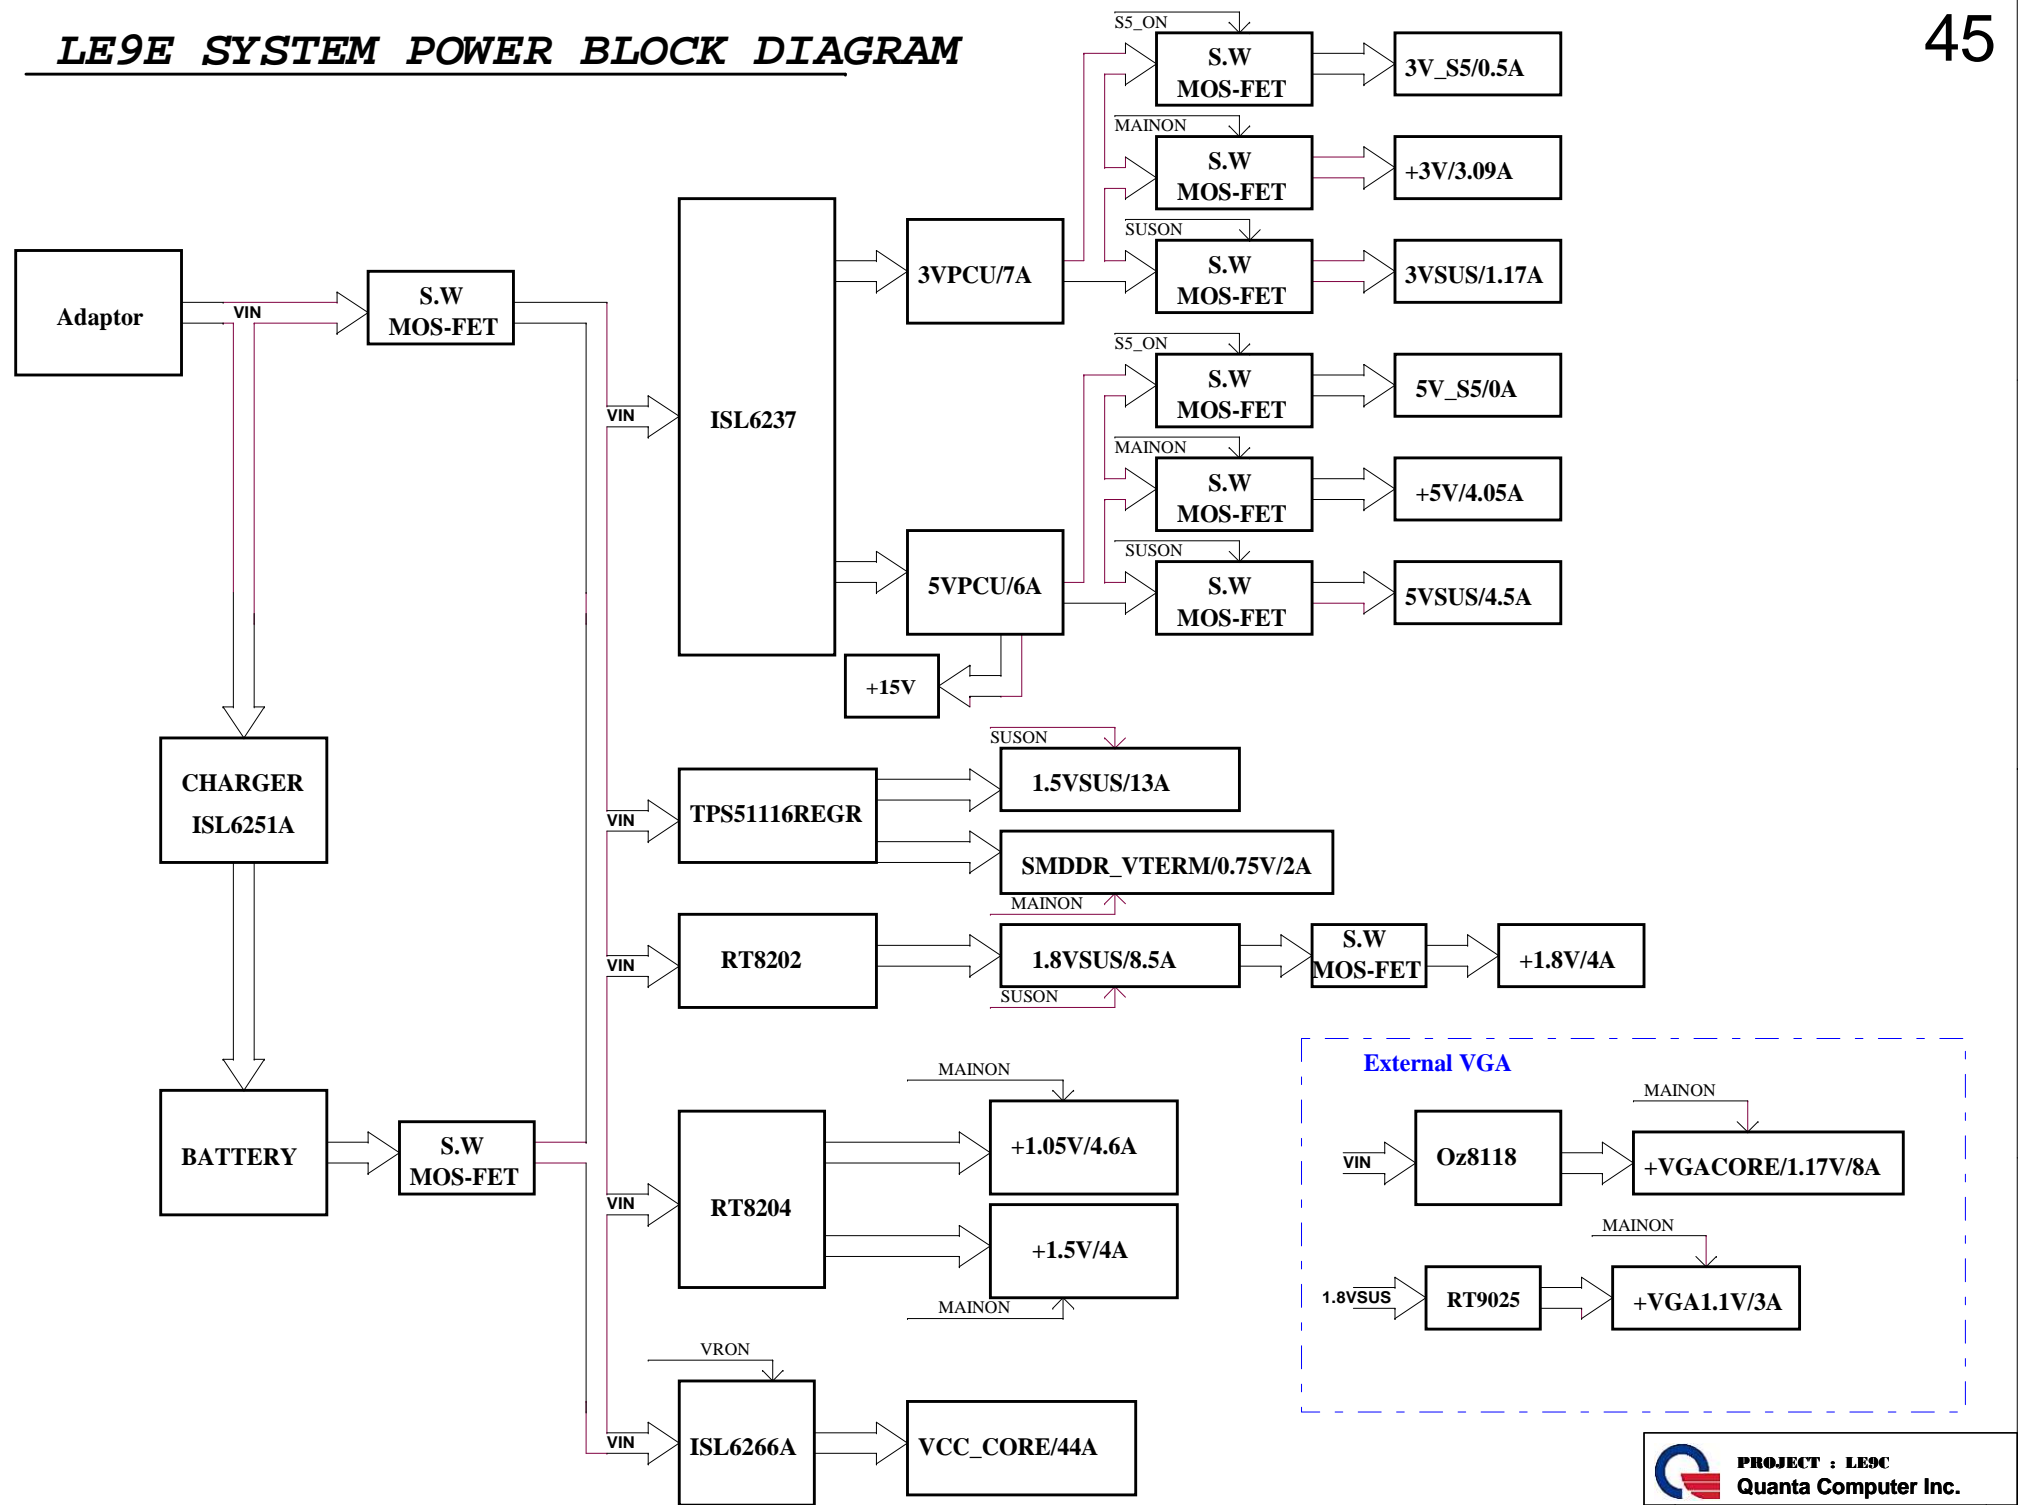 LE9E SYSTEM POWER BLOCK DIAGRAM
45
S5_ON
S.W
MOS-FET
3V_S5/0.5A
MAINON
S.W
MOS-FET
+3V/3.09A
SUSON
S.W
MOS-FET
3VSUS/1.17A
3VPCU/7A
Adaptor
VIN
S.W
MOS-FET
VIN
ISL6237
S5_ON
S.W
MOS-FET
5V_S5/0A
MAINON
S.W
MOS-FET
+5V/4.05A
SUSON
S.W
MOS-FET
5VSUS/4.5A
5VPCU/6A
+15V
CHARGER
ISL6251A
VIN
TPS51116REGR
SUSON
1.5VSUS/13A
SMDDR_VTERM/0.75V/2A
MAINON
VIN
RT8202
1.8VSUS/8.5A
SUSON
S.W
MOS-FET
+1.8V/4A
BATTERY
S.W
MOS-FET
VIN
RT8204
MAINON
+1.05V/4.6A
+1.5V/4A
MAINON
VRON
VIN
ISL6266A
VCC_CORE/44A
External VGA
MAINON
VIN
Oz8118
+VGACORE/1.17V/8A
MAINON
1.8VSUS
RT9025
+VGA1.1V/3A
PROJECT : LE9C
Quanta Computer Inc.